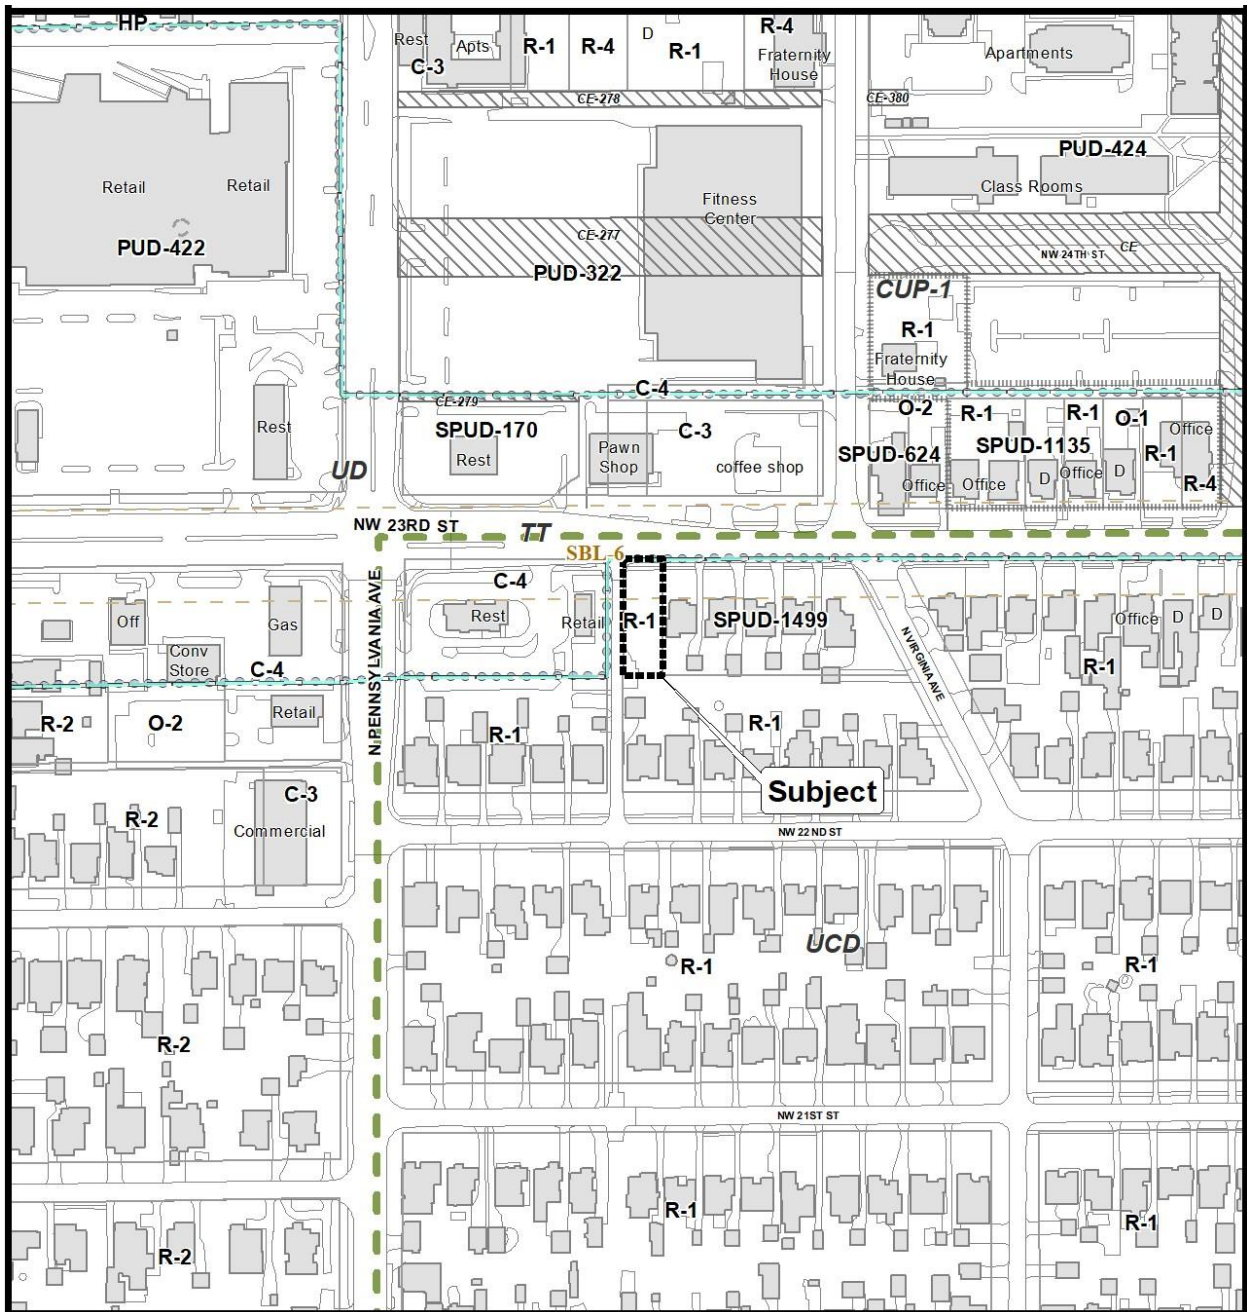 HP
Rest
Apts
C-3
R-1
R-4
D
R-1
R-4
Fraternity
House
Apartments
CE-278
CE-380
PUD-424
Class Rooms
Retail
Retail
PUD-422
Fitness
Center
CE-277
PUD-322
NW 24TH ST
CE
CUP-1
R-1
Fraternity
House
C-4
CE-279
SPUD-170
Rest
Rest
UD
Pawn
Shop
C-3
coffee shop
O-2
SPUD-624
Office
R-1
SPUD-1135
R-1
O-1
Office
R-1
R-4
Office
D
Office
D
NW 23RD ST
TT
SBL-6
C-4
Rest
Retail
R-1
SPUD-1499
N VIRGINIA AVE
Office
D
D
R-1
Off
Gas
Conv
Store
C-4
N PENNSYLVANIA AVE
R-2
O-2
Retail
R-1
R-1
Subject
C-3
Commercial
R-2
NW 22ND ST
UCD
R-1
R-1
R-2
NW 21ST ST
R-1
R-1
R-2